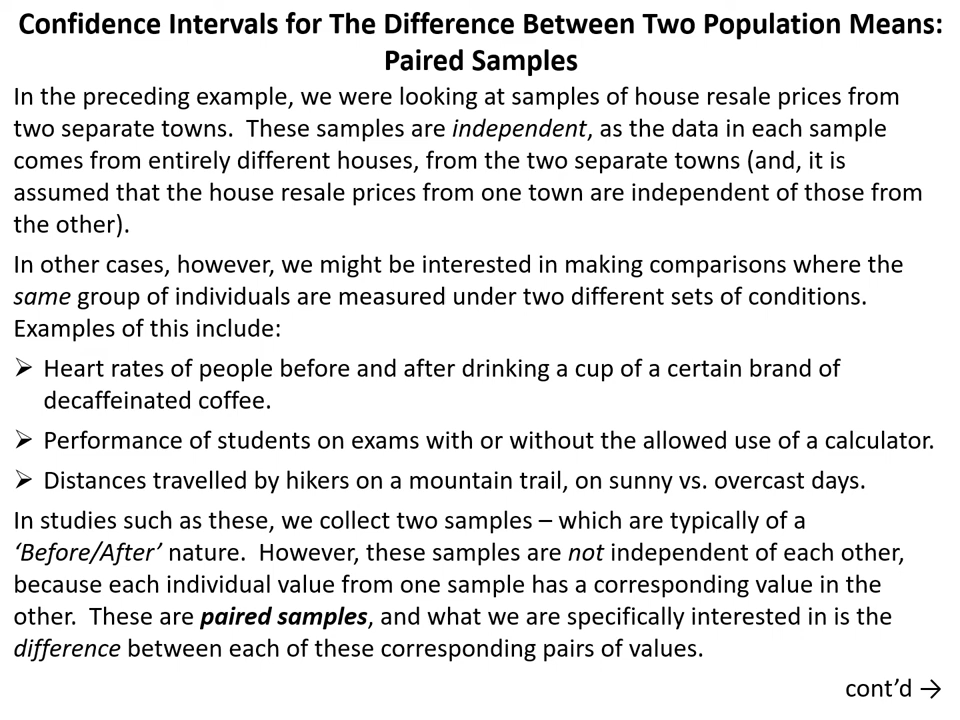 Confidence Intervals for The Difference Between Two Population Means:
Paired Samples
In the preceding example, we were looking at samples of house resale prices from
two separate towns.  These samples are independent, as the data in each sample
comes from entirely different houses, from the two separate towns (and, it is
assumed that the house resale prices from one town are independent of those from
the other).
In other cases, however, we might be interested in making comparisons where the
same group of individuals are measured under two different sets of conditions.
Examples of this include:
➢ Heart rates of people before and after drinking a cup of a certain brand of
decaffeinated coffee.
➢ Performance of students on exams with or without the allowed use of a calculator.
➢ Distances travelled by hikers on a mountain trail, on sunny vs. overcast days.
In studies such as these, we collect two samples – which are typically of a
‘Before/After’ nature.  However, these samples are not independent of each other,
because each individual value from one sample has a corresponding value in the
other.  These are paired samples, and what we are specifically interested in is the
difference between each of these corresponding pairs of values.
cont’d →